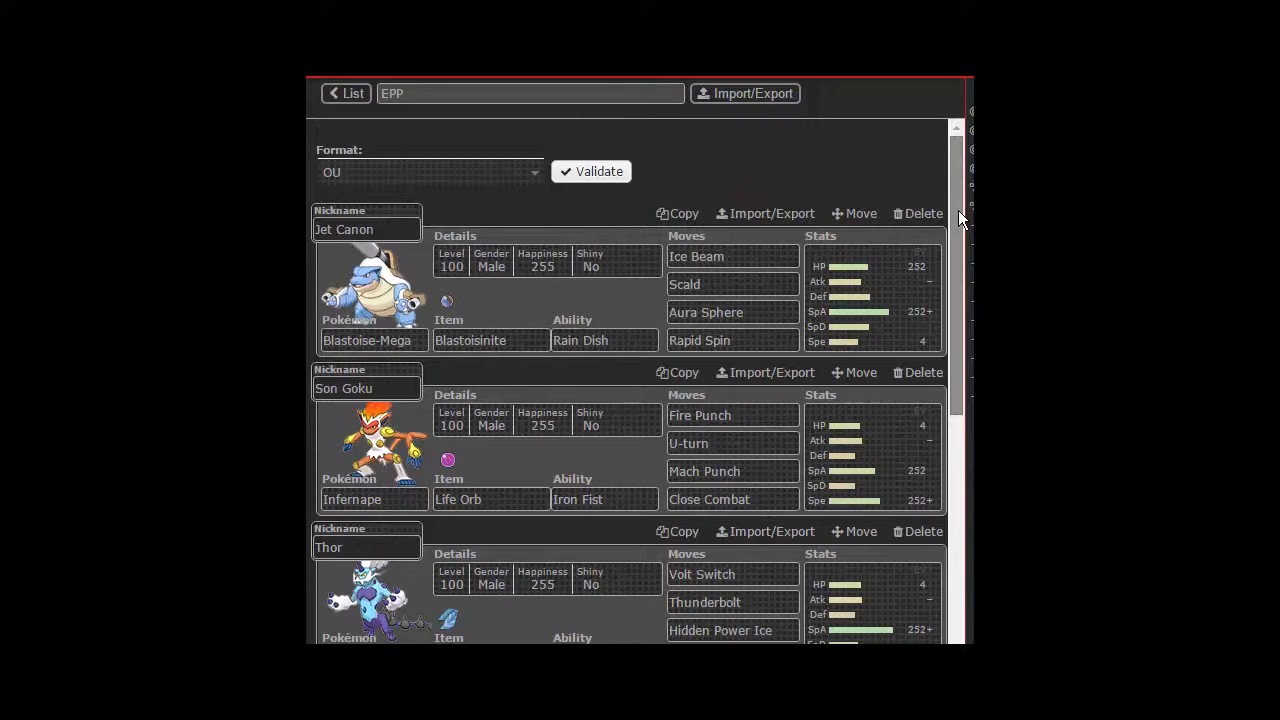 List
EPP
Import/Export
Format:
OU
Validate
Nickname
Jet Canon
Copy Import/Export Move Delete
Details
Moves
Stats
Level Gender Happiness Shiny
100 Male 255 No
Pokémon
Item
Ability
Blastoise-Mega
Blastoisinite
Rain Dish
Ice Beam
Scald
Aura Sphere
Rapid Spin
EV
HP 252
Atk –
Def
SpA 252+
SpD
Spe 4
Nickname
Son Goku
Copy Import/Export Move Delete
Details
Moves
Stats
Level Gender Happiness Shiny
100 Male 255 No
Pokémon
Item
Ability
Infernape
Life Orb
Iron Fist
Fire Punch
U-turn
Mach Punch
Close Combat
EV
HP 4
Atk –
Def
SpA 252
SpD
Spe 252+
Nickname
Thor
Copy Import/Export Move Delete
Details
Moves
Stats
Level Gender Happiness Shiny
100 Male 255 No
Pokémon
Item
Ability
Volt Switch
Thunderbolt
Hidden Power Ice
EV
HP 4
Atk –
Def
SpA 252+